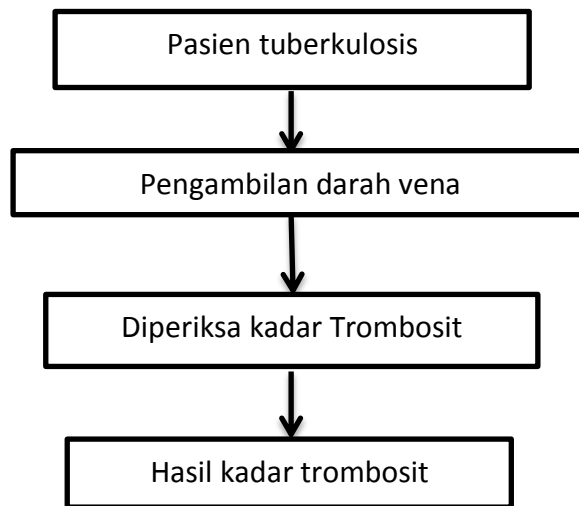 Pasien tuberkulosis
Pengambilan darah vena
Diperiksa kadar Trombosit
Hasil kadar trombosit